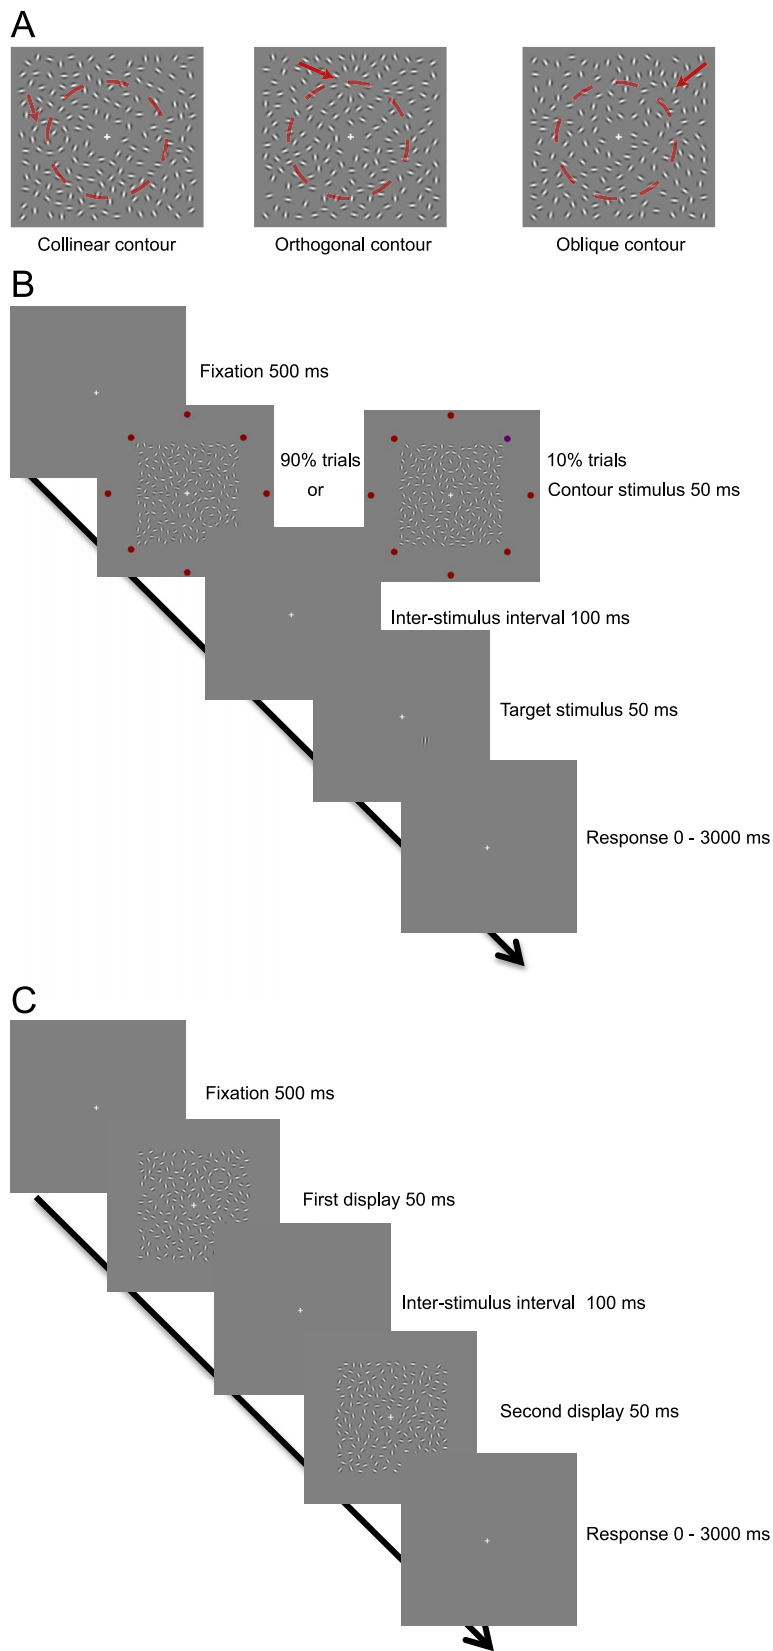 A
Collinear contour
Orthogonal contour
Oblique contour
B
Fixation 500 ms
90% trials
or
10% trials
Contour stimulus 50 ms
Inter-stimulus interval 100 ms
Target stimulus 50 ms
Response 0 - 3000 ms
C
Fixation 500 ms
First display 50 ms
Inter-stimulus interval 100 ms
Second display 50 ms
Response 0 - 3000 ms